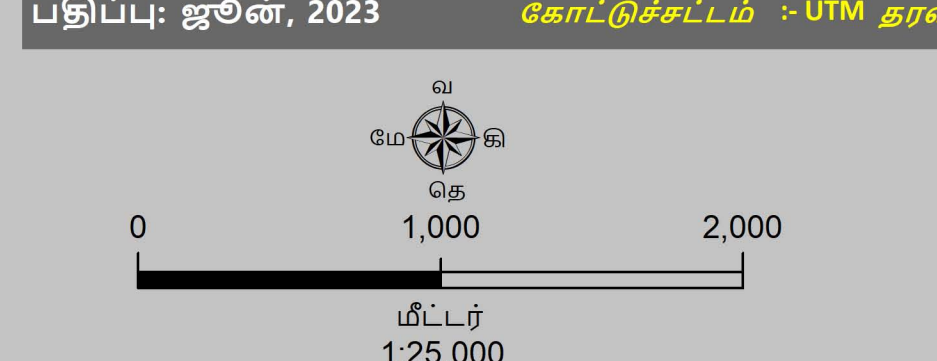 பதிப்பு: ஜூன், 2023 கோட்டுச்சட்டம் :- UTM
வ
மே கி
தெ
0 1,000 2,000
மீட்டர்
1:25,000